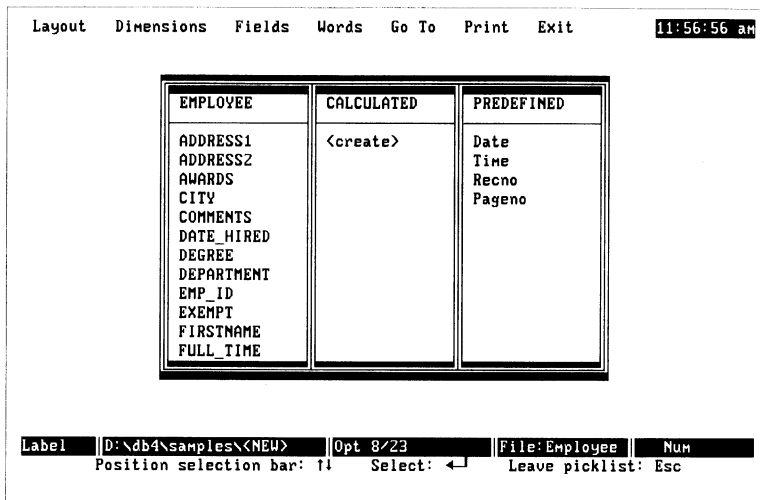 Layout Dimensions Fields Words Go To Print Exit 11:56:56 am
EMPLOYEE CALCULATED PREDEFINED
ADDRESS1 <create> Date
ADDRESS2 Time
AWARDS Recno
CITY Pageno
COMMENTS
DATE_HIRED
DEGREE
DEPARTMENT
EMP_ID
EXEMPT
FIRSTNAME
FULL_TIME
Label D:\db4\samples\<NEW> Opt 8/23 File:Employee Num
Position selection bar: ↑↓ Select: ↵ Leave picklist: Esc